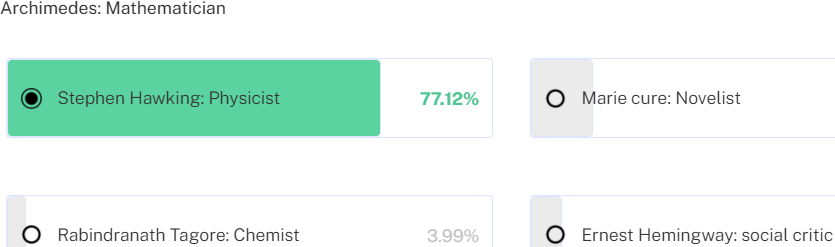 Archimedes: Mathematician
Stephen Hawking: Physicist 77.12%
Marie cure: Novelist
Rabindranath Tagore: Chemist 3.99%
Ernest Hemingway: social critic